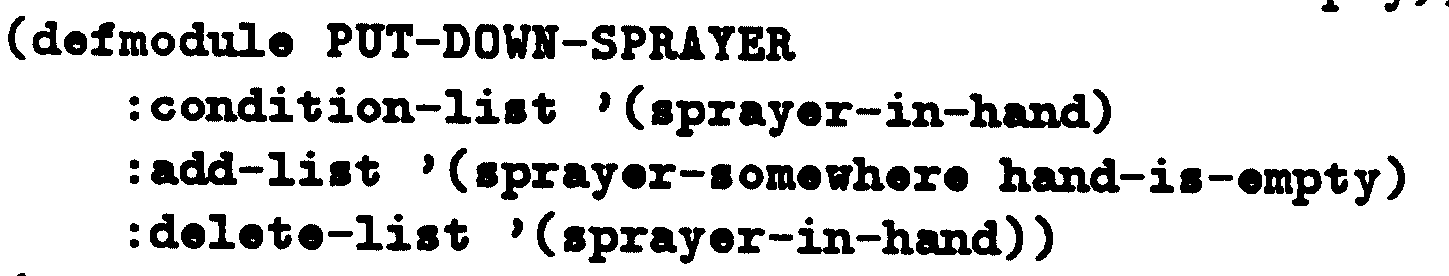 (defmodule PUT-DOWN-SPRAYER
:condition-list '(sprayer-in-hand)
:add-list '(sprayer-somewhere hand-is-empty)
:delete-list '(sprayer-in-hand))